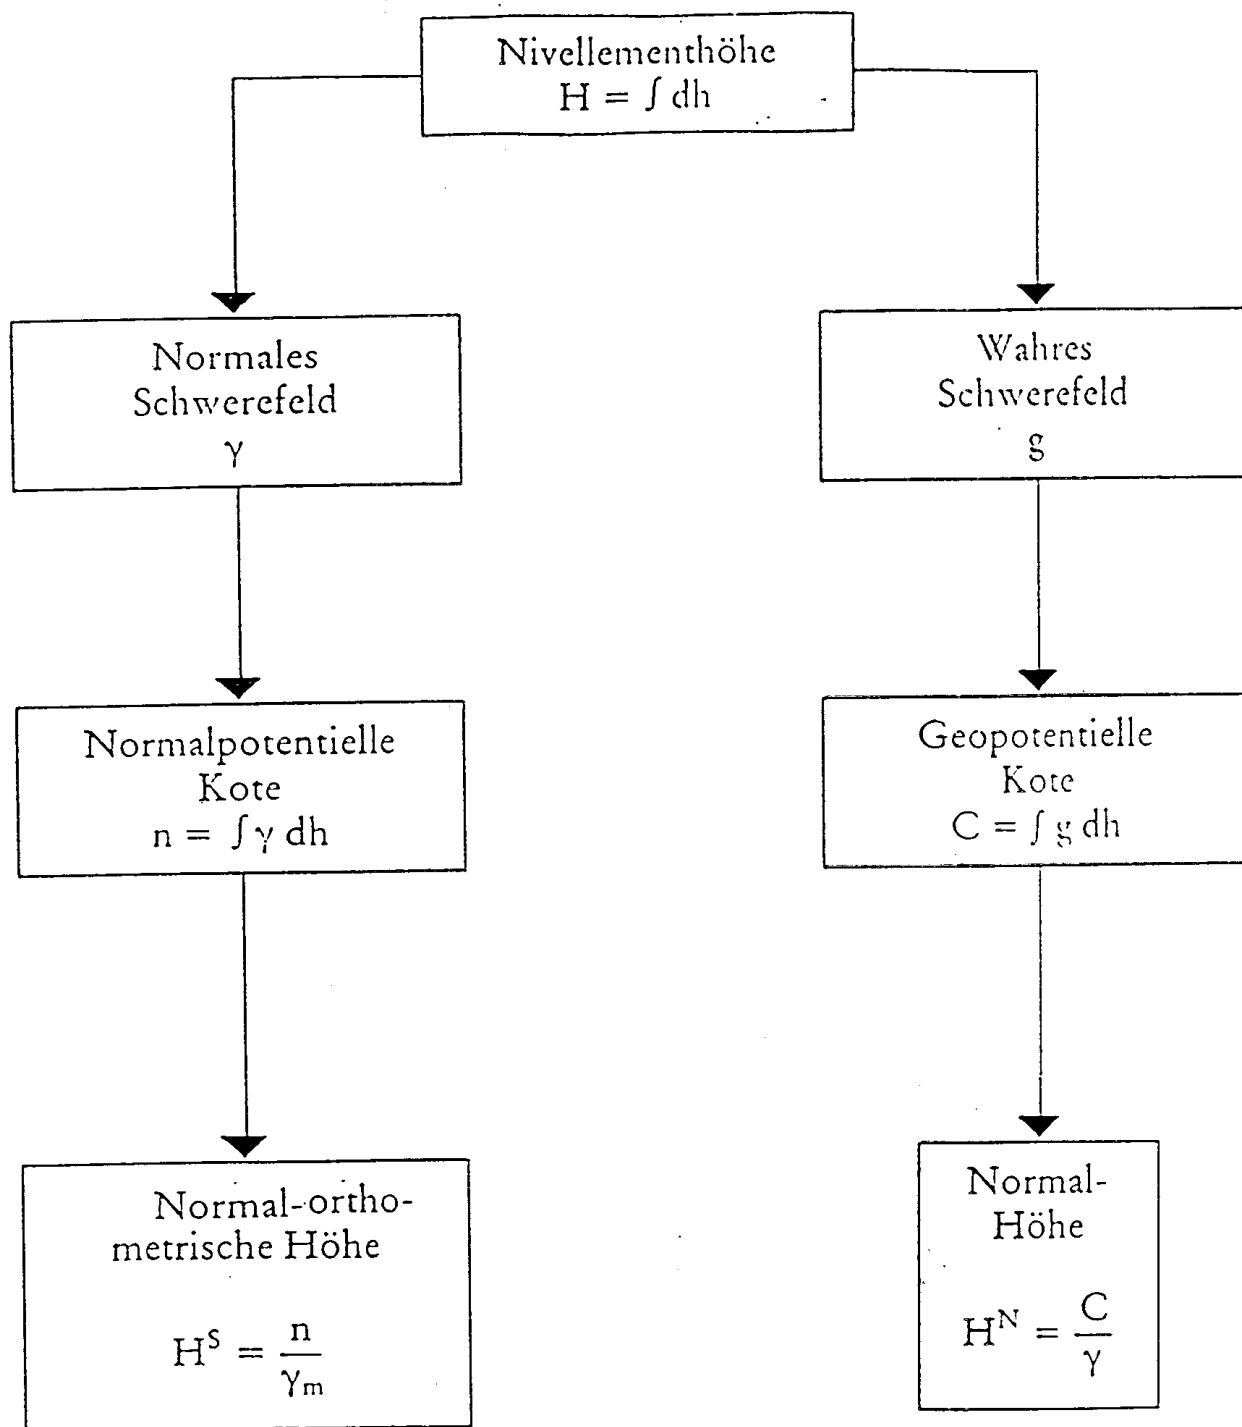 Nivellementhöhe
H = ∫ dh
Normales
Schwerefeld
γ
Wahres
Schwerefeld
g
Normalpotentielle
Kote
n = ∫ γ dh
Geopotentielle
Kote
C = ∫ g dh
Normal-ortho-
metrische Höhe
H^S = n/γ_m
Normal-
Höhe
H^N = C/γ